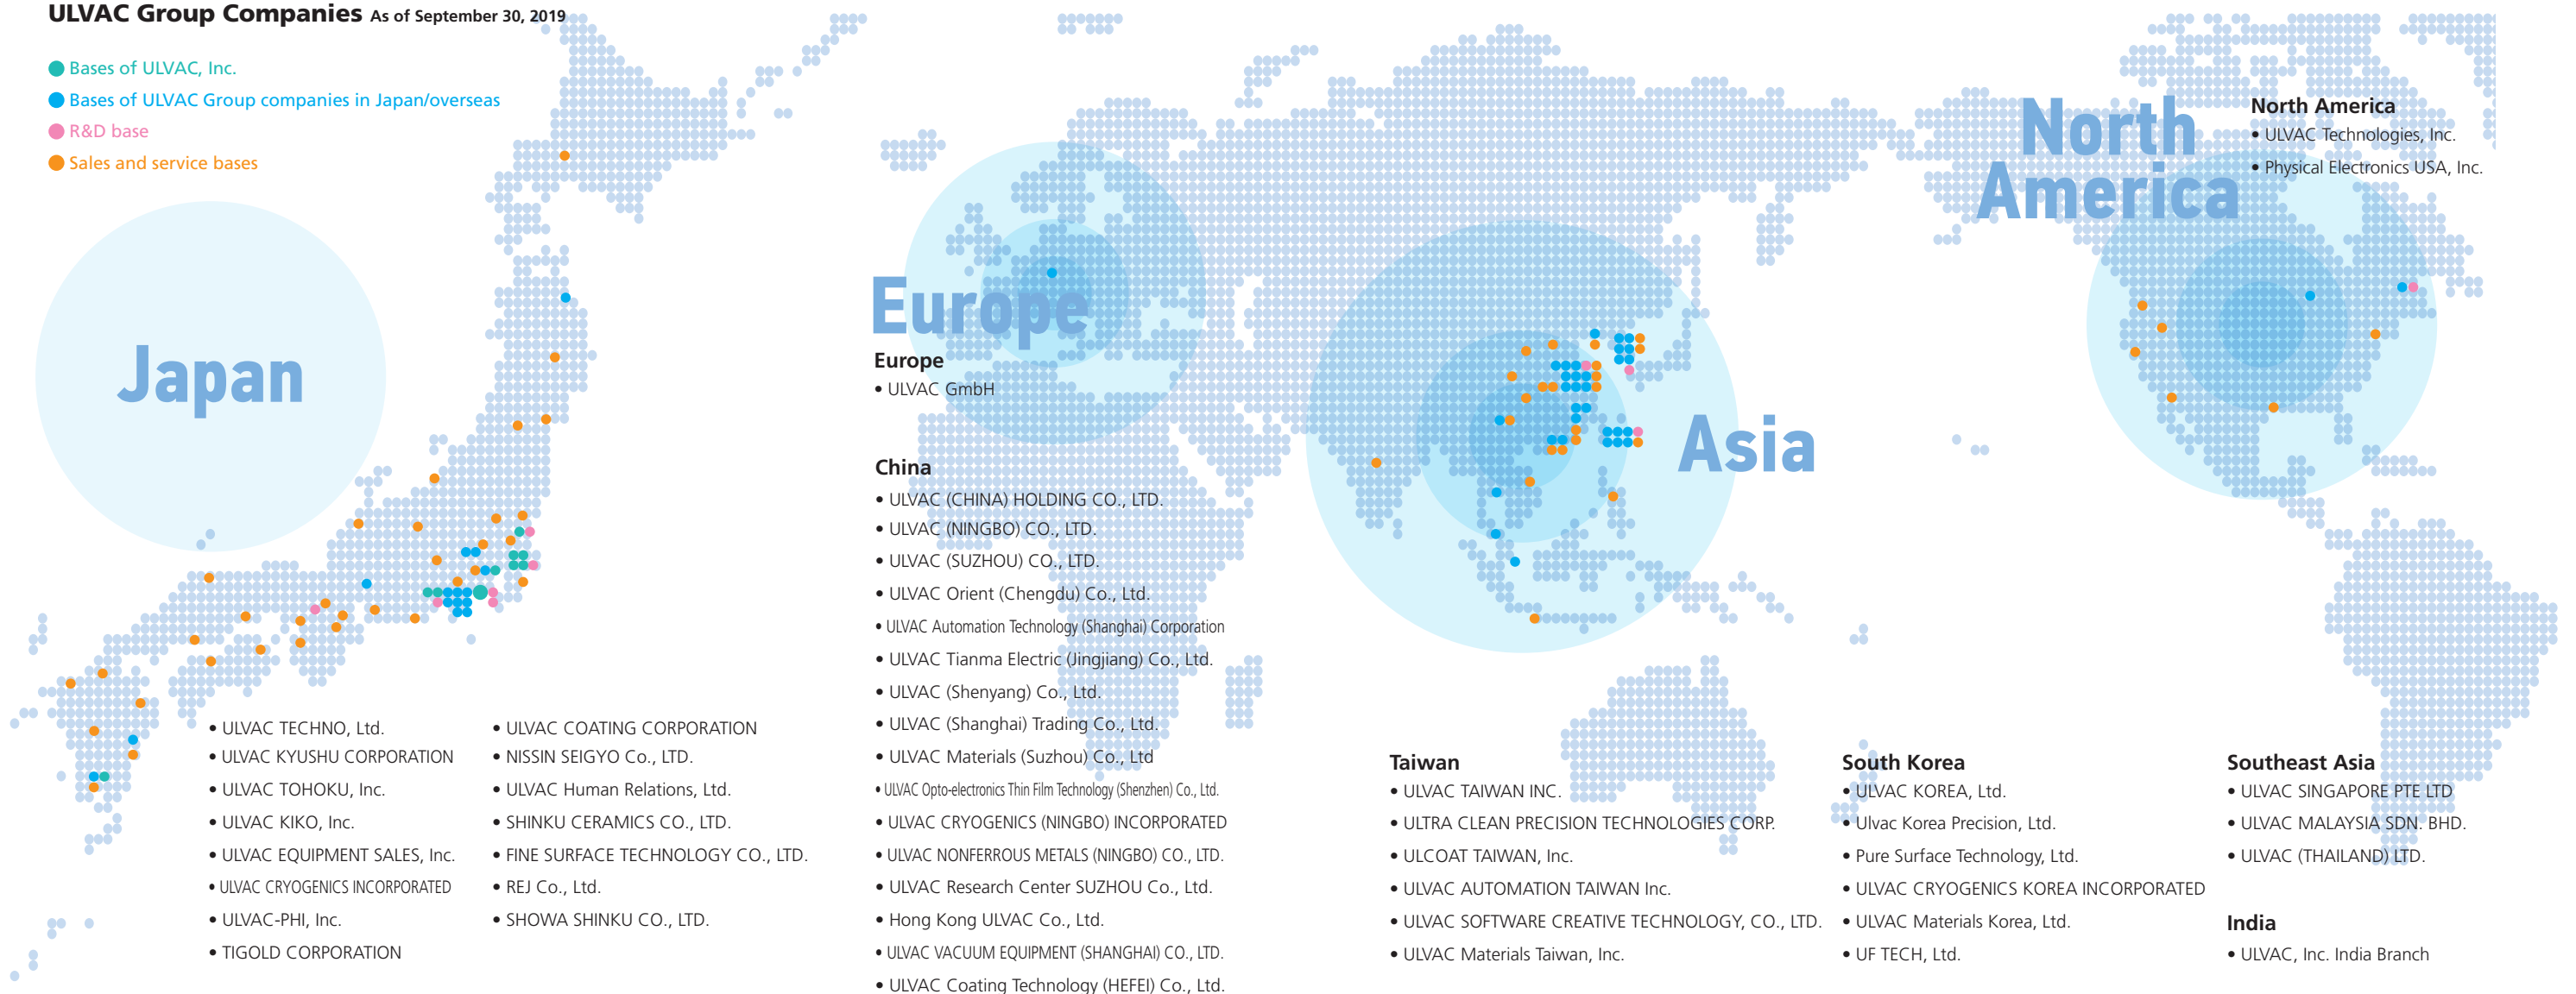 ULVAC Group Companies As of September 30, 2019
Bases of ULVAC, Inc.
Bases of ULVAC Group companies in Japan/overseas
R&D base
Sales and service bases
Japan
• ULVAC TECHNO, Ltd.
• ULVAC KYUSHU CORPORATION
• ULVAC TOHOKU, Inc.
• ULVAC KIKO, Inc.
• ULVAC EQUIPMENT SALES, Inc.
• ULVAC CRYOGENICS INCORPORATED
• ULVAC-PHI, Inc.
• TIGOLD CORPORATION
• ULVAC COATING CORPORATION
• NISSIN SEIGYO Co., LTD.
• ULVAC Human Relations, Ltd.
• SHINKU CERAMICS CO., LTD.
• FINE SURFACE TECHNOLOGY CO., LTD.
• REJ Co., Ltd.
• SHOWA SHINKU CO., LTD.
Europe
Europe
• ULVAC GmbH
China
• ULVAC (CHINA) HOLDING CO., LTD.
• ULVAC (NINGBO) CO., LTD.
• ULVAC (SUZHOU) CO., LTD.
• ULVAC Orient (Chengdu) Co., Ltd.
• ULVAC Automation Technology (Shanghai) Corporation
• ULVAC Tianma Electric (Jingjiang) Co., Ltd.
• ULVAC (Shenyang) Co., Ltd.
• ULVAC (Shanghai) Trading Co., Ltd.
• ULVAC Materials (Suzhou) Co., Ltd
• ULVAC Opto-electronics Thin Film Technology (Shenzhen) Co., Ltd.
• ULVAC CRYOGENICS (NINGBO) INCORPORATED
• ULVAC NONFERROUS METALS (NINGBO) CO., LTD.
• ULVAC Research Center SUZHOU Co., Ltd.
• Hong Kong ULVAC Co., Ltd.
• ULVAC VACUUM EQUIPMENT (SHANGHAI) CO., LTD.
• ULVAC Coating Technology (HEFEI) Co., Ltd.
Asia
Taiwan
• ULVAC TAIWAN INC.
• ULTRA CLEAN PRECISION TECHNOLOGIES CORP.
• ULCOAT TAIWAN, Inc.
• ULVAC AUTOMATION TAIWAN Inc.
• ULVAC SOFTWARE CREATIVE TECHNOLOGY, CO., LTD.
• ULVAC Materials Taiwan, Inc.
South Korea
• ULVAC KOREA, Ltd.
• Ulvac Korea Precision, Ltd.
• Pure Surface Technology, Ltd.
• ULVAC CRYOGENICS KOREA INCORPORATED
• ULVAC Materials Korea, Ltd.
• UF TECH, Ltd.
North
America
North America
• ULVAC Technologies, Inc.
• Physical Electronics USA, Inc.
Southeast Asia
• ULVAC SINGAPORE PTE LTD
• ULVAC MALAYSIA SDN. BHD.
• ULVAC (THAILAND) LTD.
India
• ULVAC, Inc. India Branch